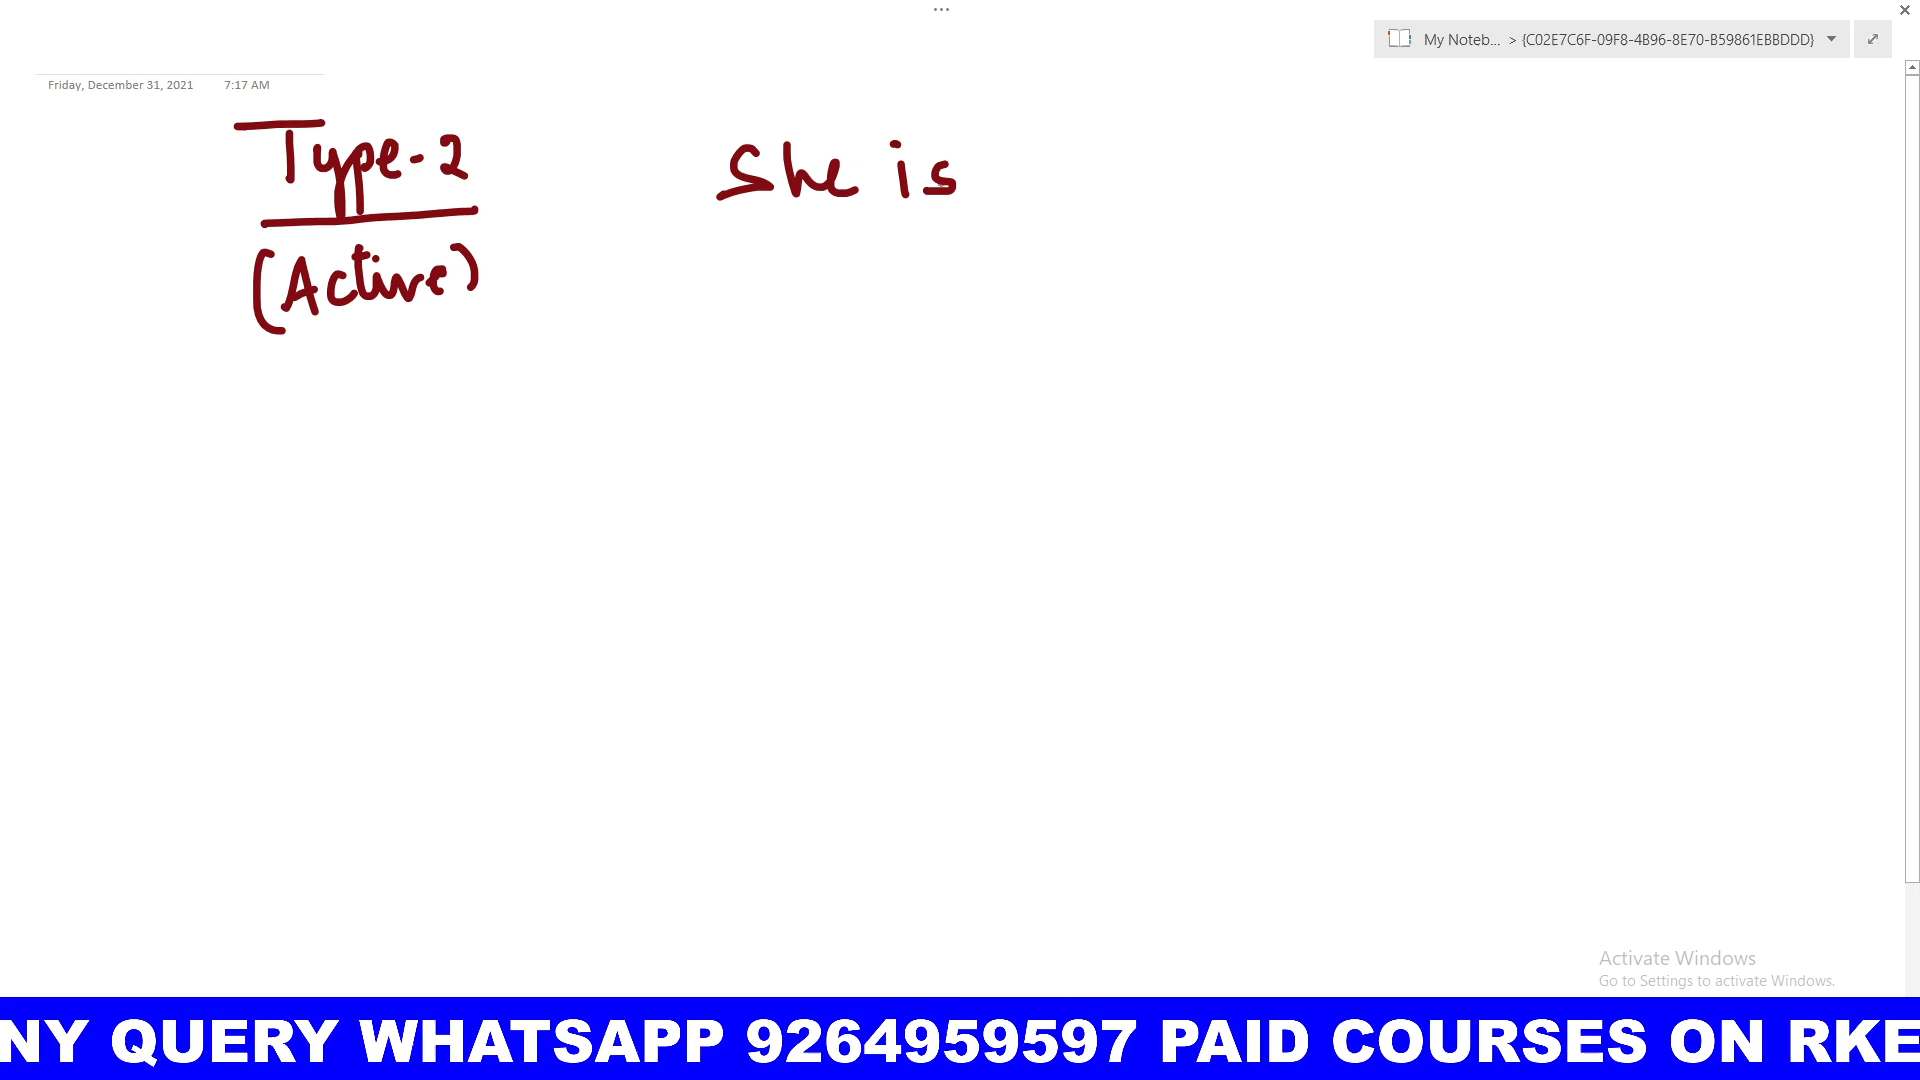 My Noteb... > {C02E7C6F-09F8-4B96-8E70-B59861EBBDDD}
Friday, December 31, 2021 7:17 AM
Type-2 She is
(Active)
Activate Windows
Go to Settings to activate Windows.
NY QUERY WHATSAPP 9264959597 PAID COURSES ON RKE